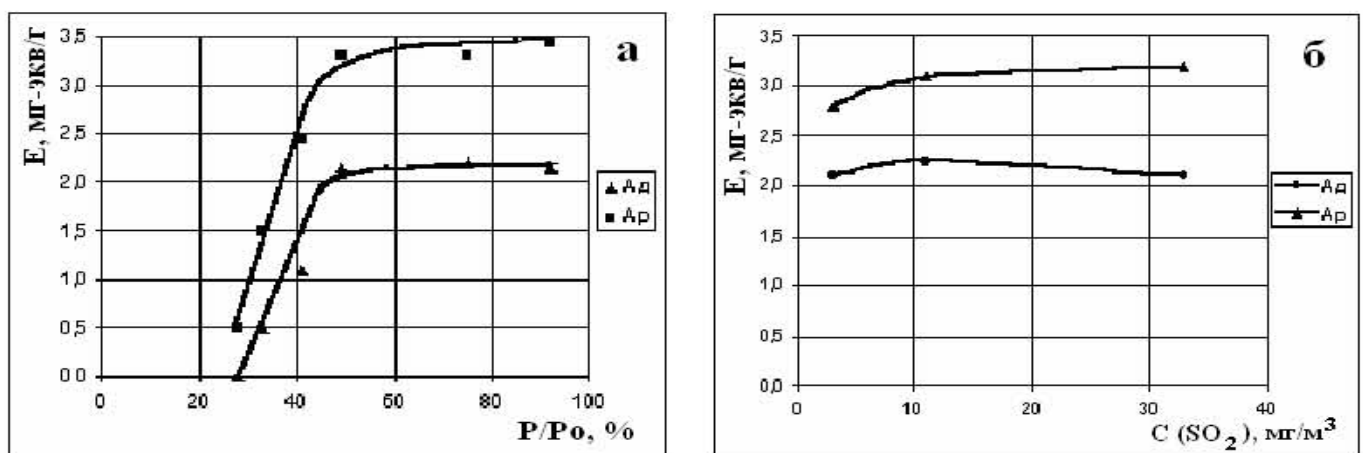 E, мг-экв/г
3,5
3,0
2,5
2,0
1,5
1,0
0,5
0 0
0 20 40 60 80 100
P/Po, %
а
Ад
Ар
E, мг-экв/г
3,5
3,0
2,5
2,0
1,5
1,0
0,5
0,0
0 10 20 30 40
C (SO2), мг/м³
б
Ад
Ар